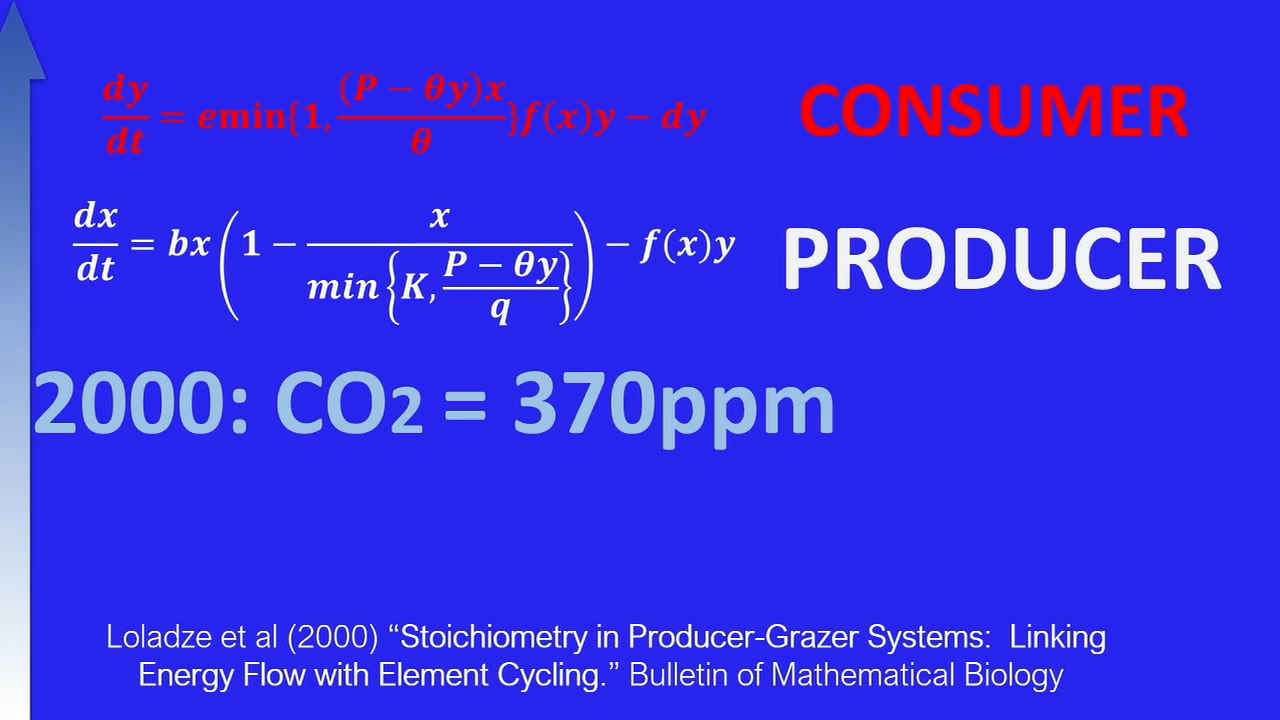 dy/dt = emin{1, (P − θy)x/θ}f(x)y − dy CONSUMER
dx/dt = bx(1 − x/min{K, (P − θy)/q}) − f(x)y PRODUCER
2000: CO₂ = 370ppm
Loladze et al (2000) “Stoichiometry in Producer-Grazer Systems: Linking
Energy Flow with Element Cycling.” Bulletin of Mathematical Biology